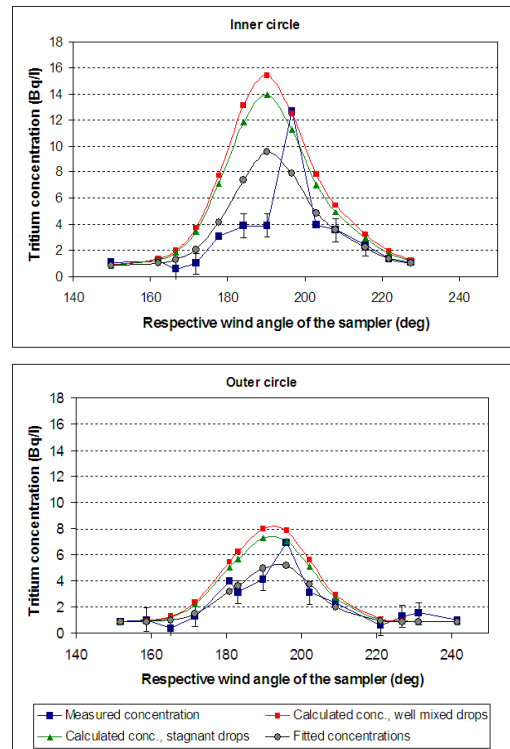 Inner circle
Tritium concentration (Bq/l)
18
16
14
12
10
8
6
4
2
0
140 160 180 200 220 240
Respective wind angle of the sampler (deg)
Outer circle
Tritium concentration (Bq/l)
18
16
14
12
10
8
6
4
2
0
140 160 180 200 220 240
Respective wind angle of the sampler (deg)
Measured concentration Calculated conc., well mixed drops
Calculated conc., stagnant drops Fitted concentrations